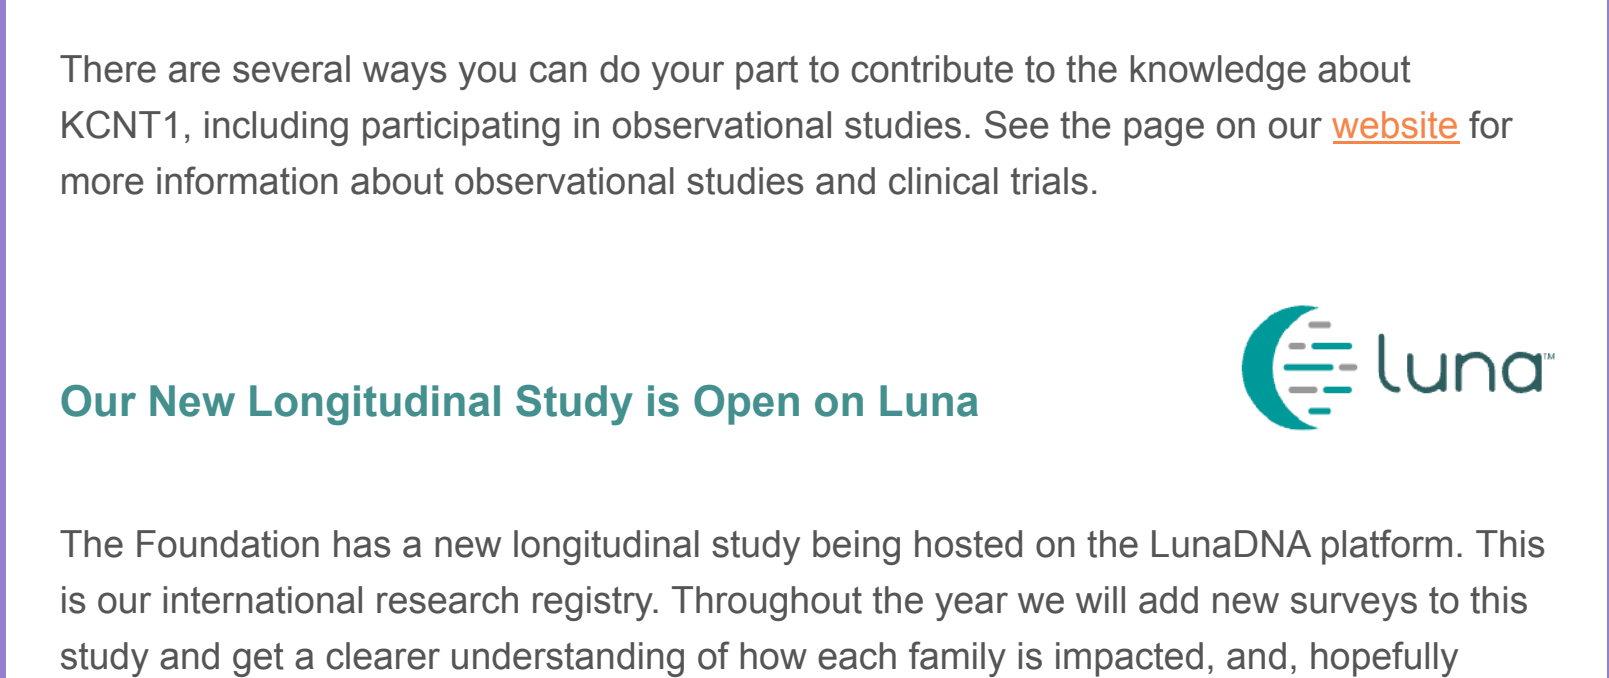 There are several ways you can do your part to contribute to the knowledge about
KCNT1, including participating in observational studies. See the page on our website for
more information about observational studies and clinical trials.
luna™
Our New Longitudinal Study is Open on Luna
The Foundation has a new longitudinal study being hosted on the LunaDNA platform. This
is our international research registry. Throughout the year we will add new surveys to this
study and get a clearer understanding of how each family is impacted, and, hopefully